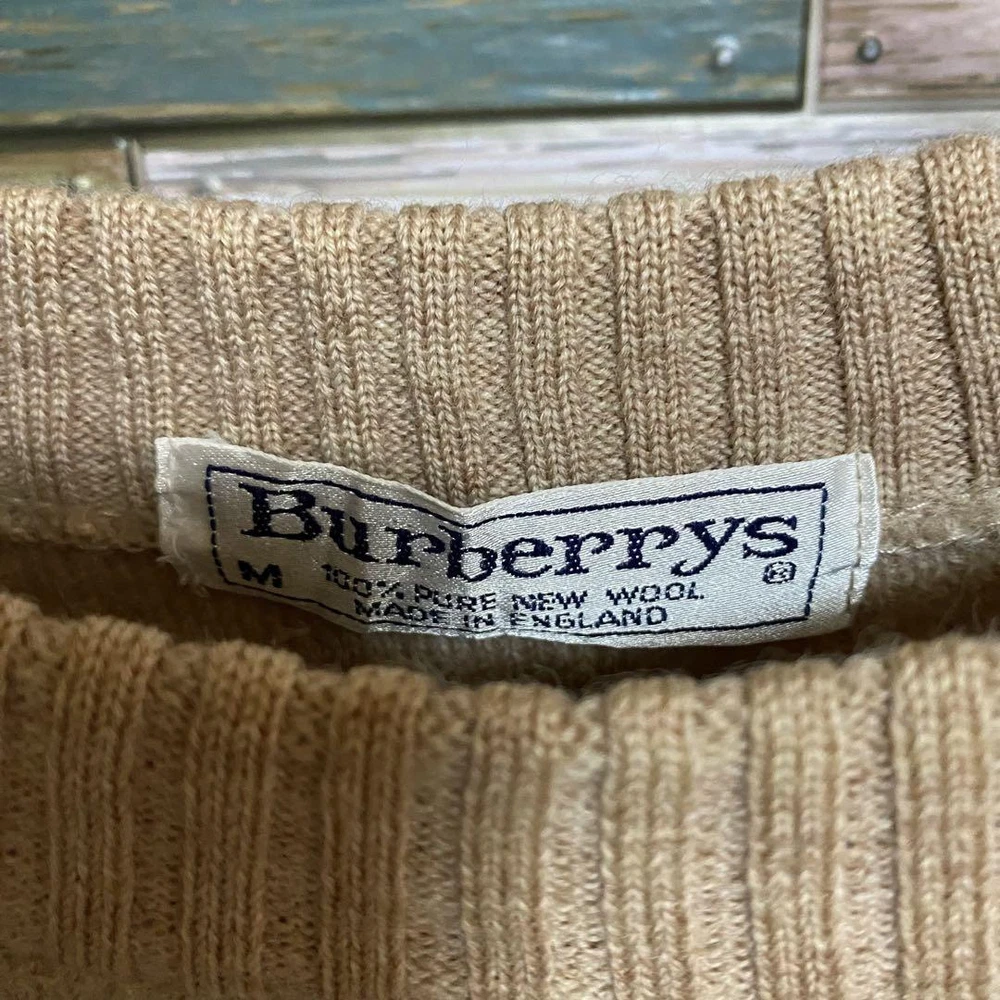 Burberrys
M 100% PURE NEW WOOL ®
MADE IN ENGLAND